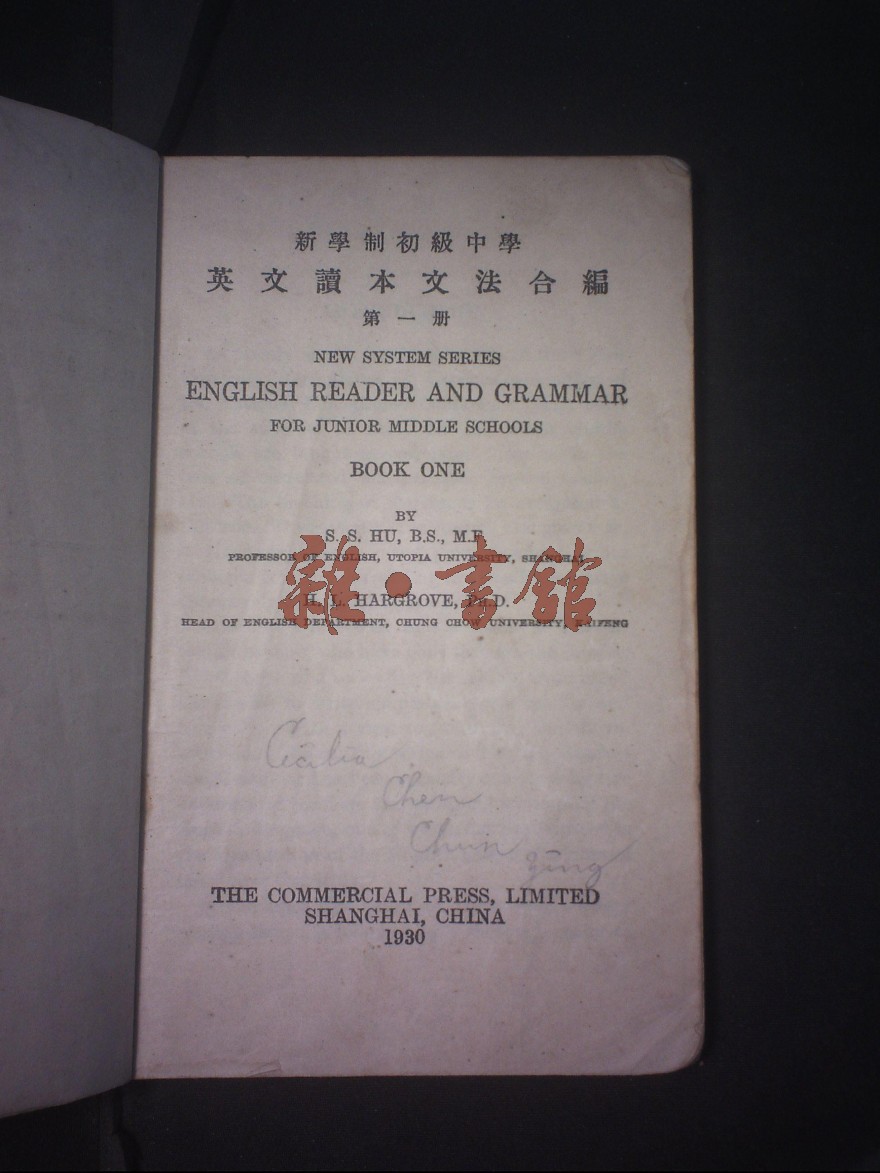 新學制初級中學
英文讀本文法合編
第一册
NEW SYSTEM SERIES
ENGLISH READER AND GRAMMAR
FOR JUNIOR MIDDLE SCHOOLS
BOOK ONE
BY
S. S. HU, B.S., M.F.
PROFESSOR OF ENGLISH, UTOPIA UNIVERSITY, SHANGHAI
雜·書館
H. L. HARGROVE, PH.D.
HEAD OF ENGLISH DEPARTMENT, CHUNG CHOW UNIVERSITY, KAIFENG
Cecilia
Chen
Chun
THE COMMERCIAL PRESS, LIMITED
SHANGHAI, CHINA
1930